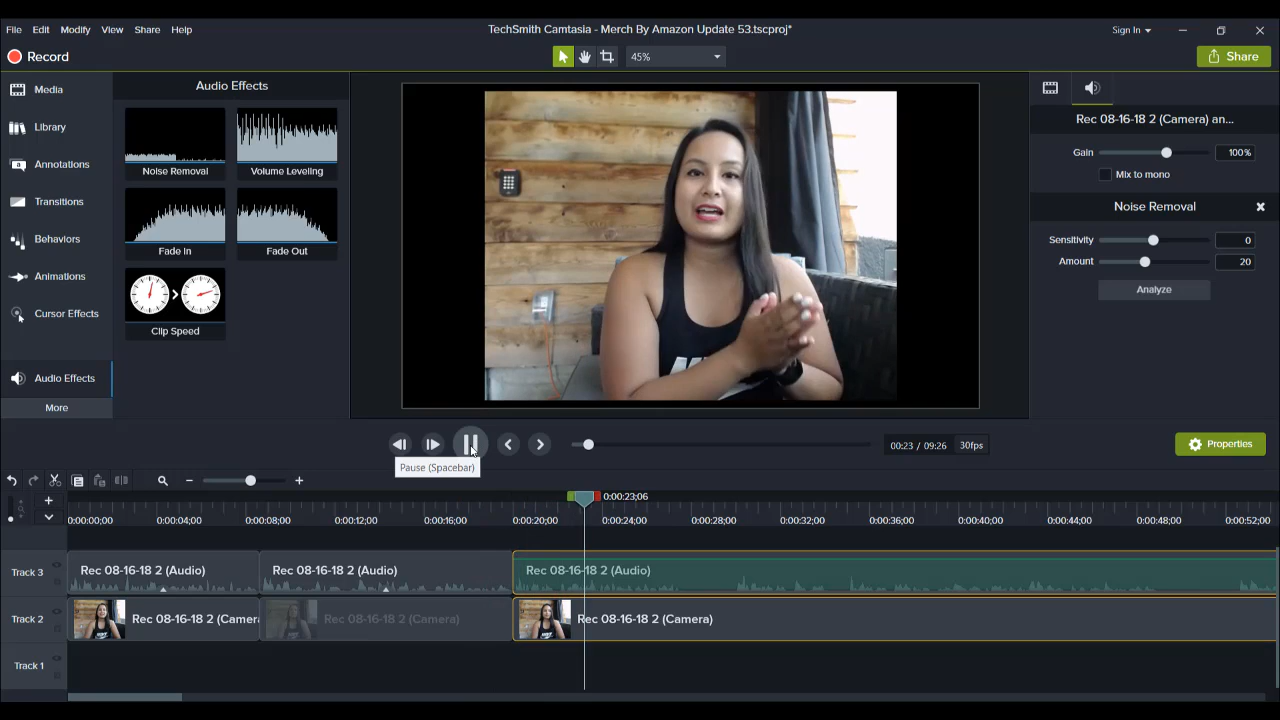 File Edit Modify View Share Help
TechSmith Camtasia - Merch By Amazon Update 53.tscproj*
Sign In
Record
45%
Share
Media
Library
Annotations
Transitions
Behaviors
Animations
Cursor Effects
Audio Effects
More
Audio Effects
Noise Removal
Volume Leveling
Fade In
Fade Out
Clip Speed
Rec 08-16-18 2 (Camera) an...
Gain 100%
Mix to mono
Noise Removal
Sensitivity 0
Amount 20
Analyze
Pause (Spacebar)
00:23 / 09:26 30fps
Properties
0:00:23;06
0:00:00;00 0:00:04;00 0:00:08;00 0:00:12;00 0:00:16;00 0:00:20;00 0:00:24;00 0:00:28;00 0:00:32;00 0:00:36;00 0:00:40;00 0:00:44;00 0:00:48;00 0:00:52;00
Track 3 Rec 08-16-18 2 (Audio) Rec 08-16-18 2 (Audio) Rec 08-16-18 2 (Audio)
Track 2 Rec 08-16-18 2 (Camera Rec 08-16-18 2 (Camera) Rec 08-16-18 2 (Camera)
Track 1